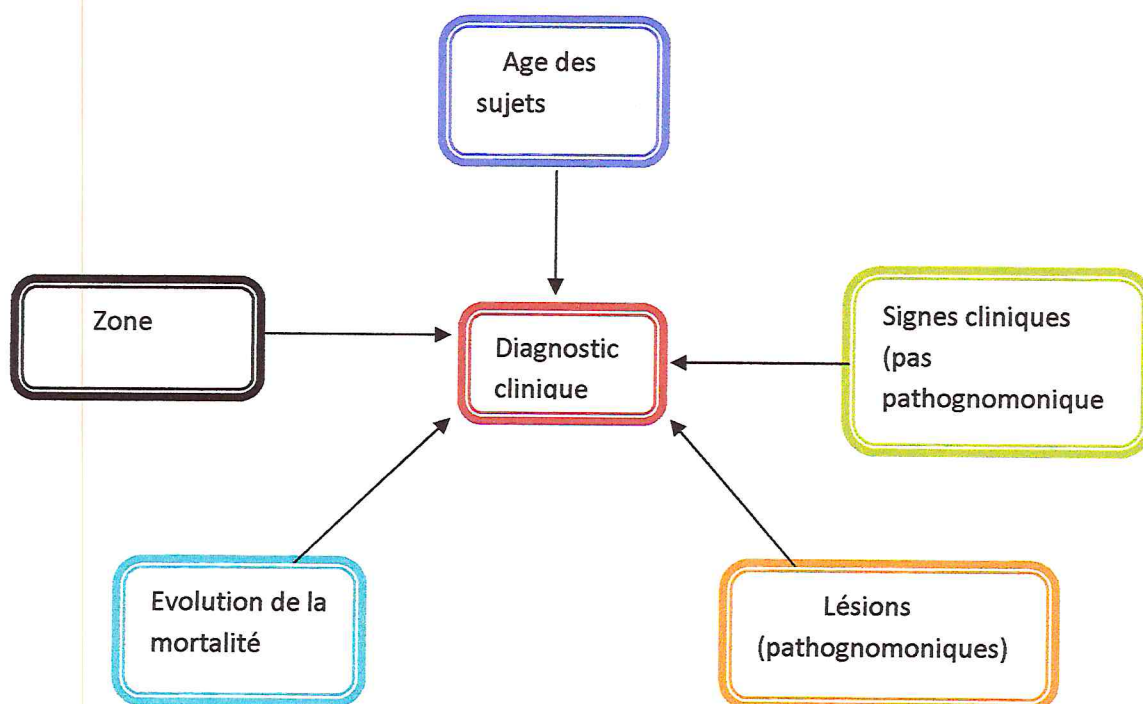 Age des
sujets
Zone
Diagnostic
clinique
Signes cliniques
(pas
pathognomonique
Evolution de la
mortalité
Lésions
(pathognomoniques)